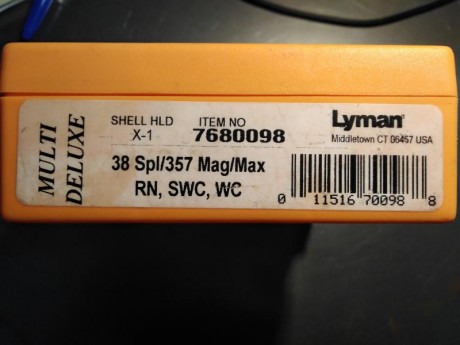 MULTI
DELUXE
SHELL HLD
X-1
ITEM NO
7680098
Lyman®
Middletown CT 06457 USA
38 Spl/357 Mag/Max
RN, SWC, WC
0 11516 70098 8